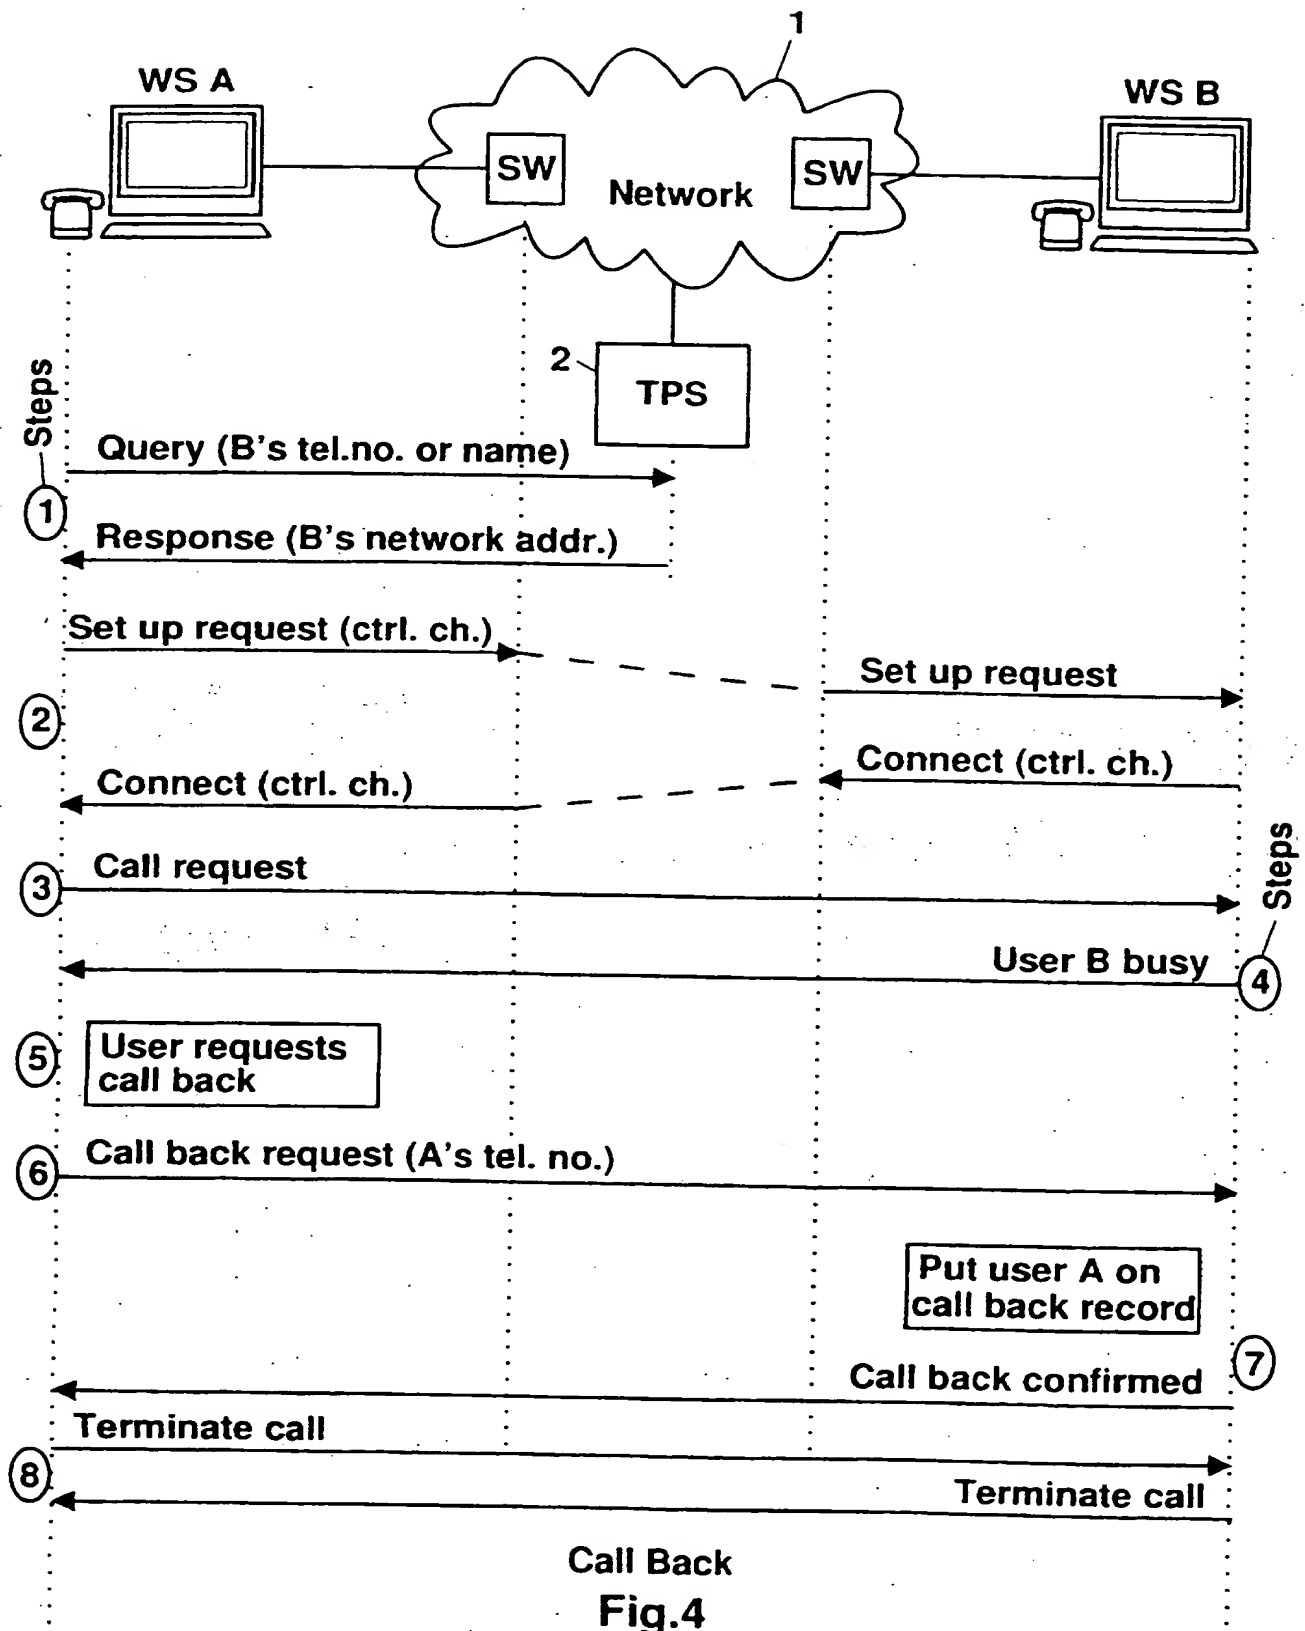 1
WS A
WS B
SW
Network
SW
2
TPS
Steps
Query (B's tel.no. or name)
1
Response (B's network addr.)
Set up request (ctrl. ch.)
Set up request
2
Connect (ctrl. ch.)
Connect (ctrl. ch.)
Steps
3
Call request
User B busy
4
5
User requests
call back
6
Call back request (A's tel. no.)
Put user A on
call back record
7
Call back confirmed
Terminate call
8
Terminate call
Call Back
Fig.4